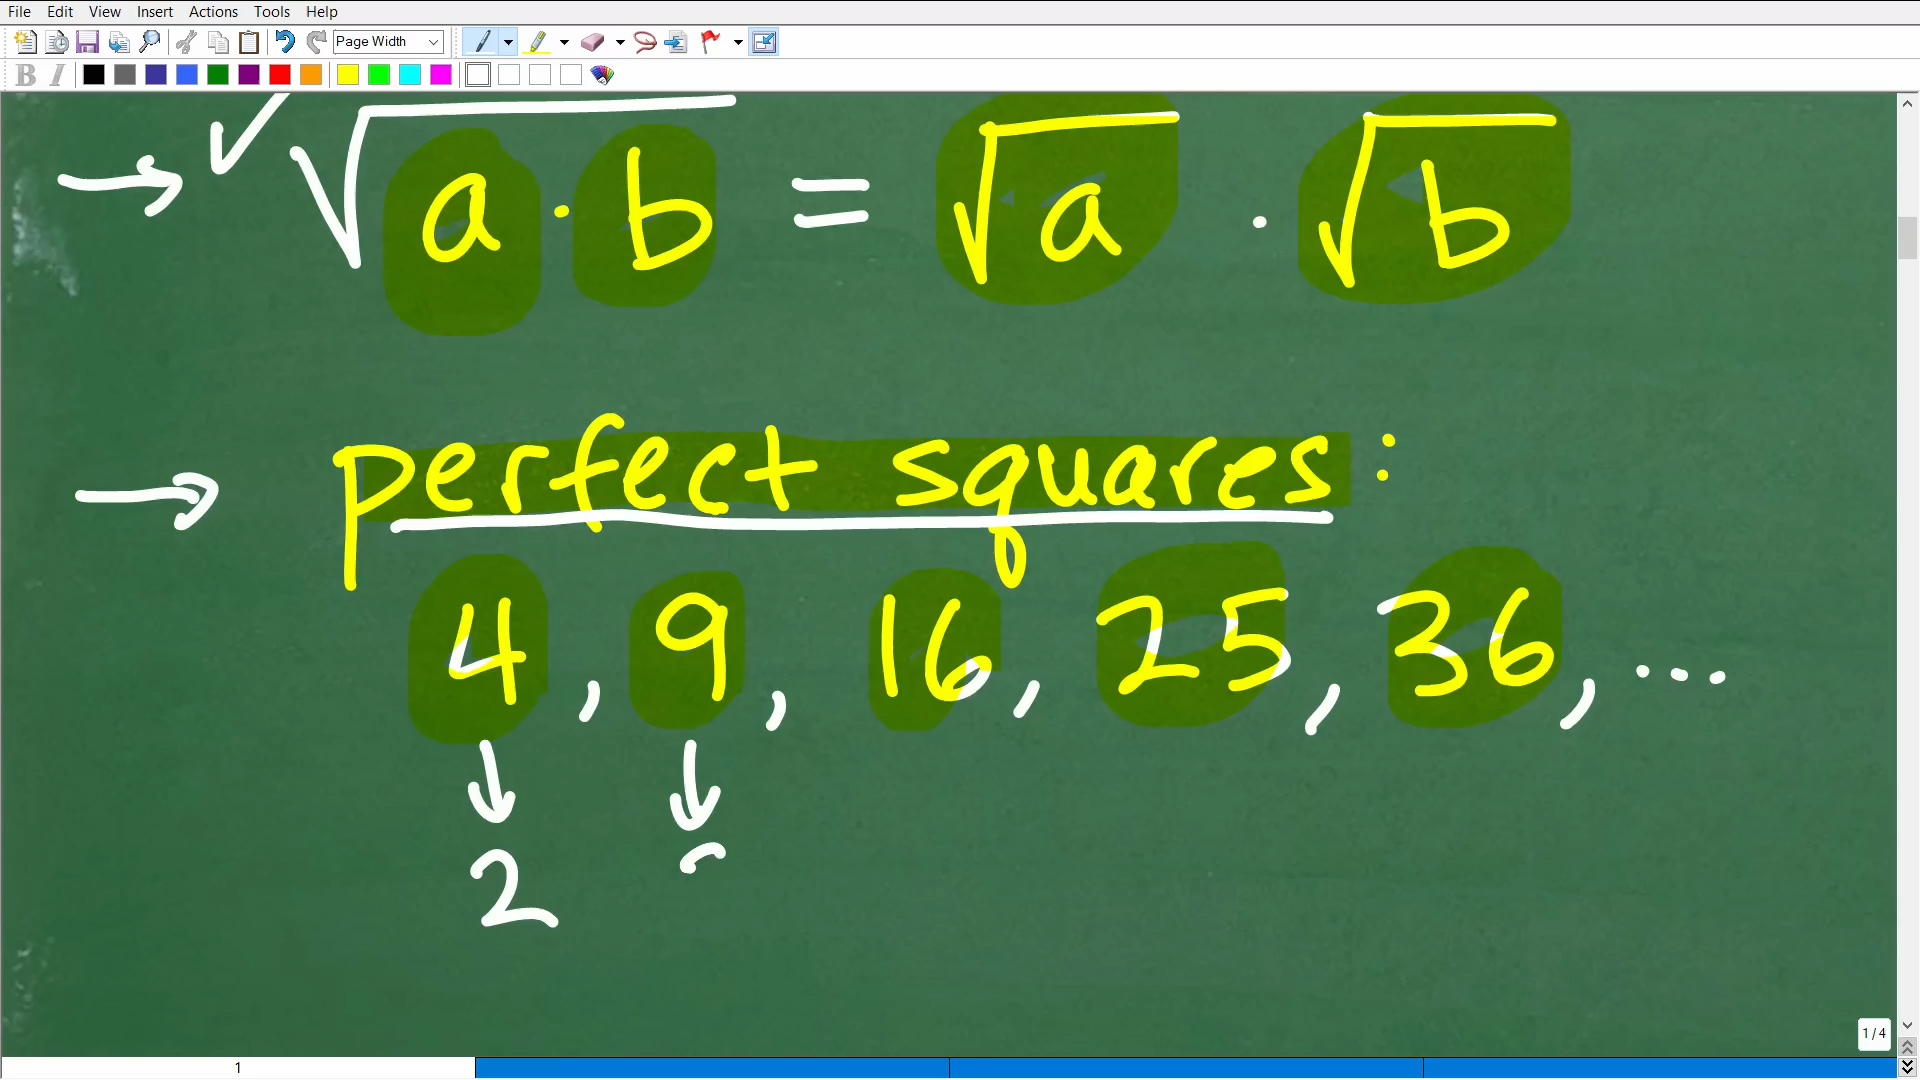 File Edit View Insert Actions Tools Help
Page Width
B I
√a · b = √a · √b
perfect squares:
4, 9, 16, 25, 36, ...
2
1 / 4
1